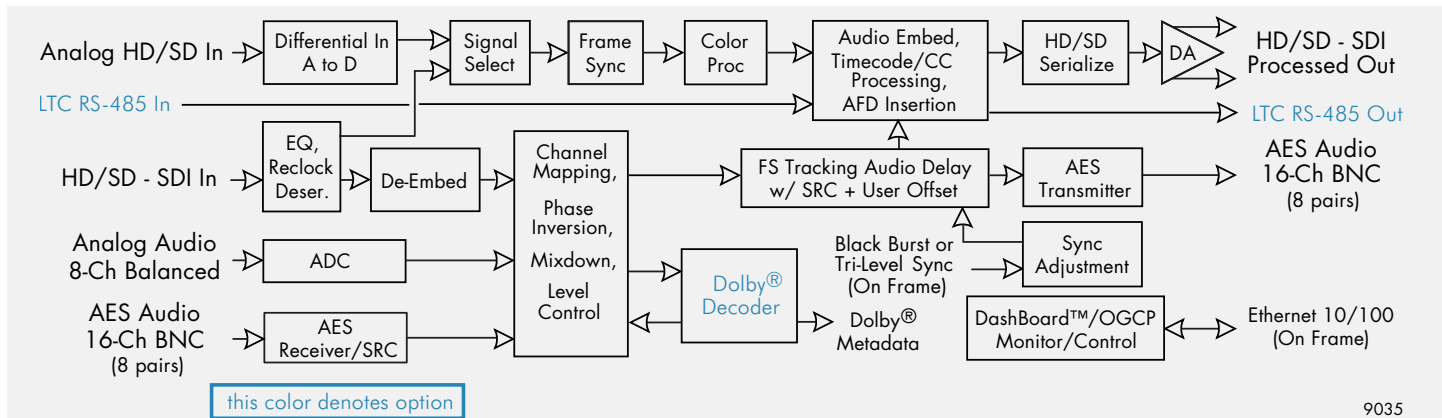 Analog HD/SD In
Differential In
A to D
Signal
Select
Frame
Sync
Color
Proc
Audio Embed,
Timecode/CC
Processing,
AFD Insertion
HD/SD
Serialize
DA
HD/SD - SDI
Processed Out
LTC RS-485 In
LTC RS-485 Out
HD/SD - SDI In
EQ,
Reclock
Deser.
De-Embed
Channel
Mapping,
Phase
Inversion,
Mixdown,
Level
Control
FS Tracking Audio Delay
w/ SRC + User Offset
AES
Transmitter
AES Audio
16-Ch BNC
(8 pairs)
Analog Audio
8-Ch Balanced
ADC
Dolby®
Decoder
Black Burst or
Tri-Level Sync
(On Frame)
Sync
Adjustment
AES Audio
16-Ch BNC
(8 pairs)
AES
Receiver/SRC
Dolby®
Metadata
DashBoard™/OGCP
Monitor/Control
Ethernet 10/100
(On Frame)
this color denotes option
9035